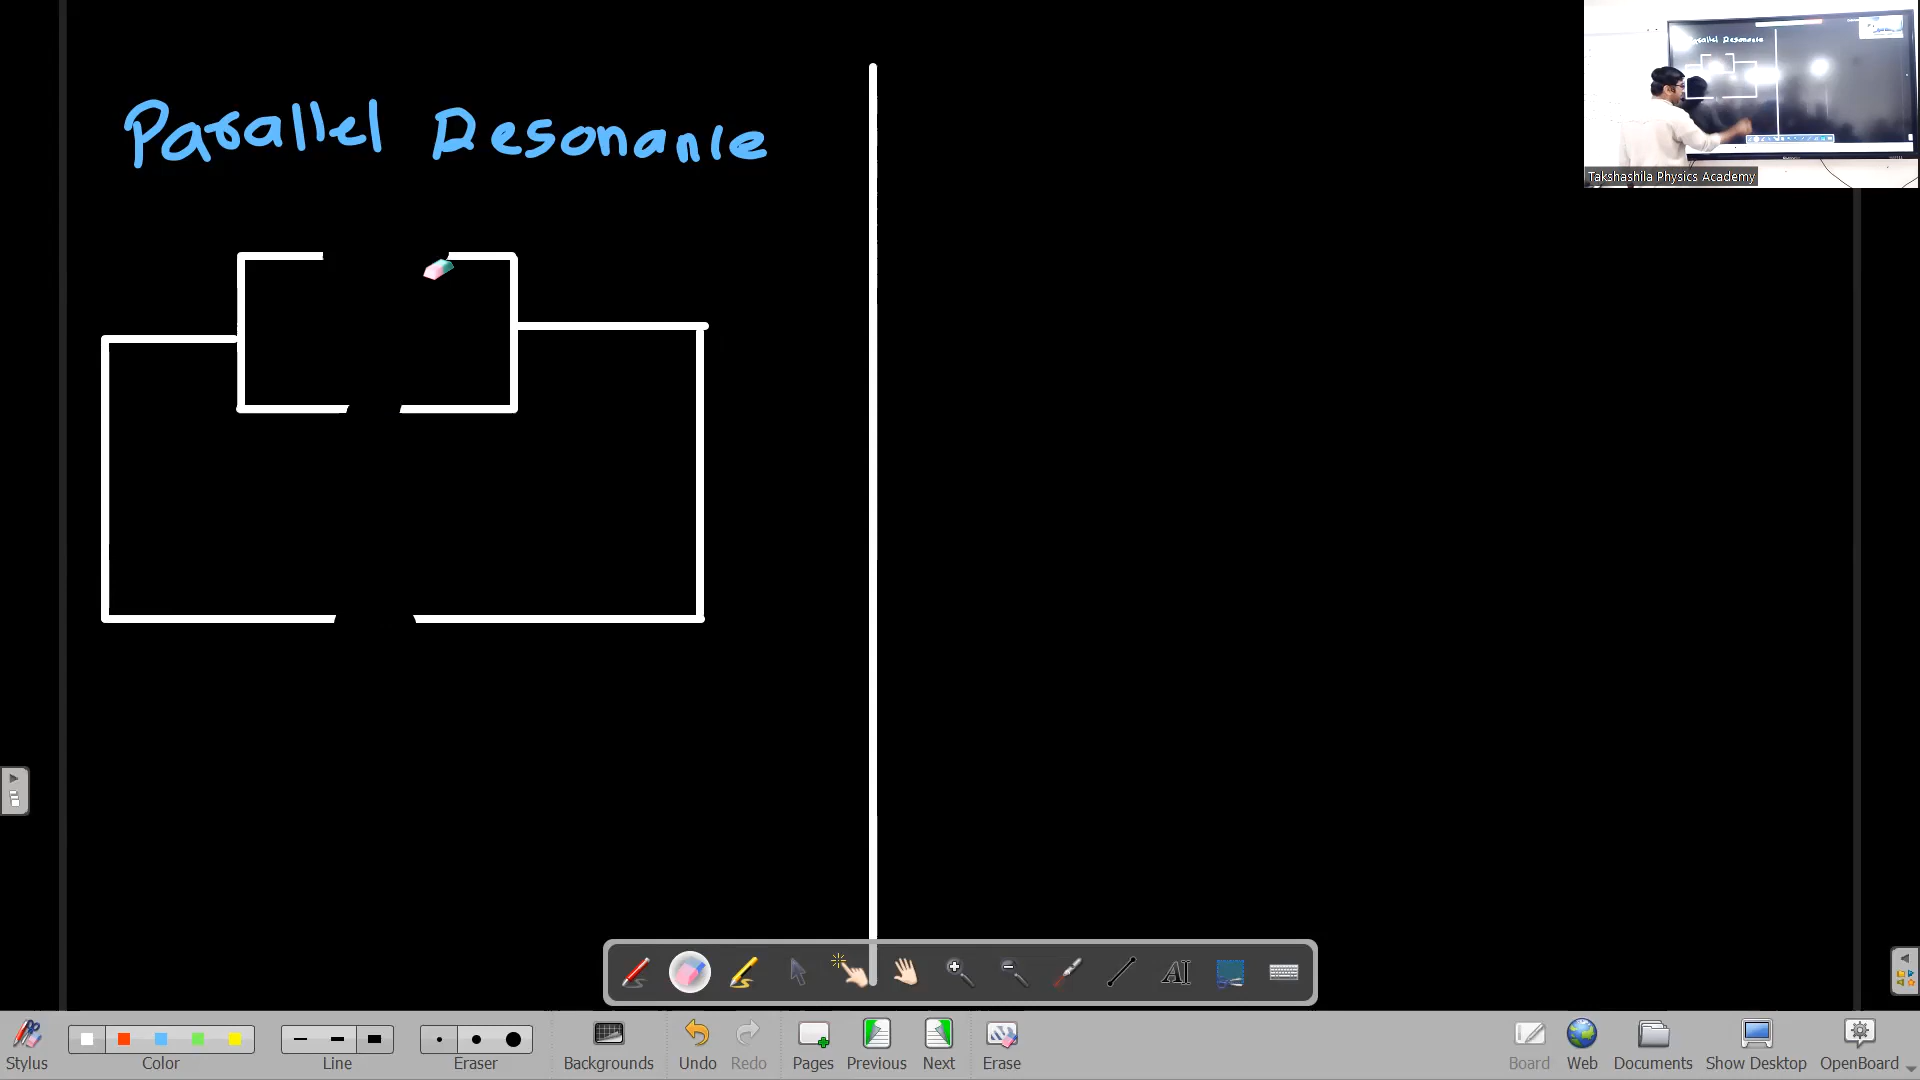 Parallel Resonance
Takshashila Physics Academy
Stylus
Color
Line
Eraser
Backgrounds
Undo
Redo
Pages
Previous
Next
Erase
Board
Web
Documents
Show Desktop
OpenBoard